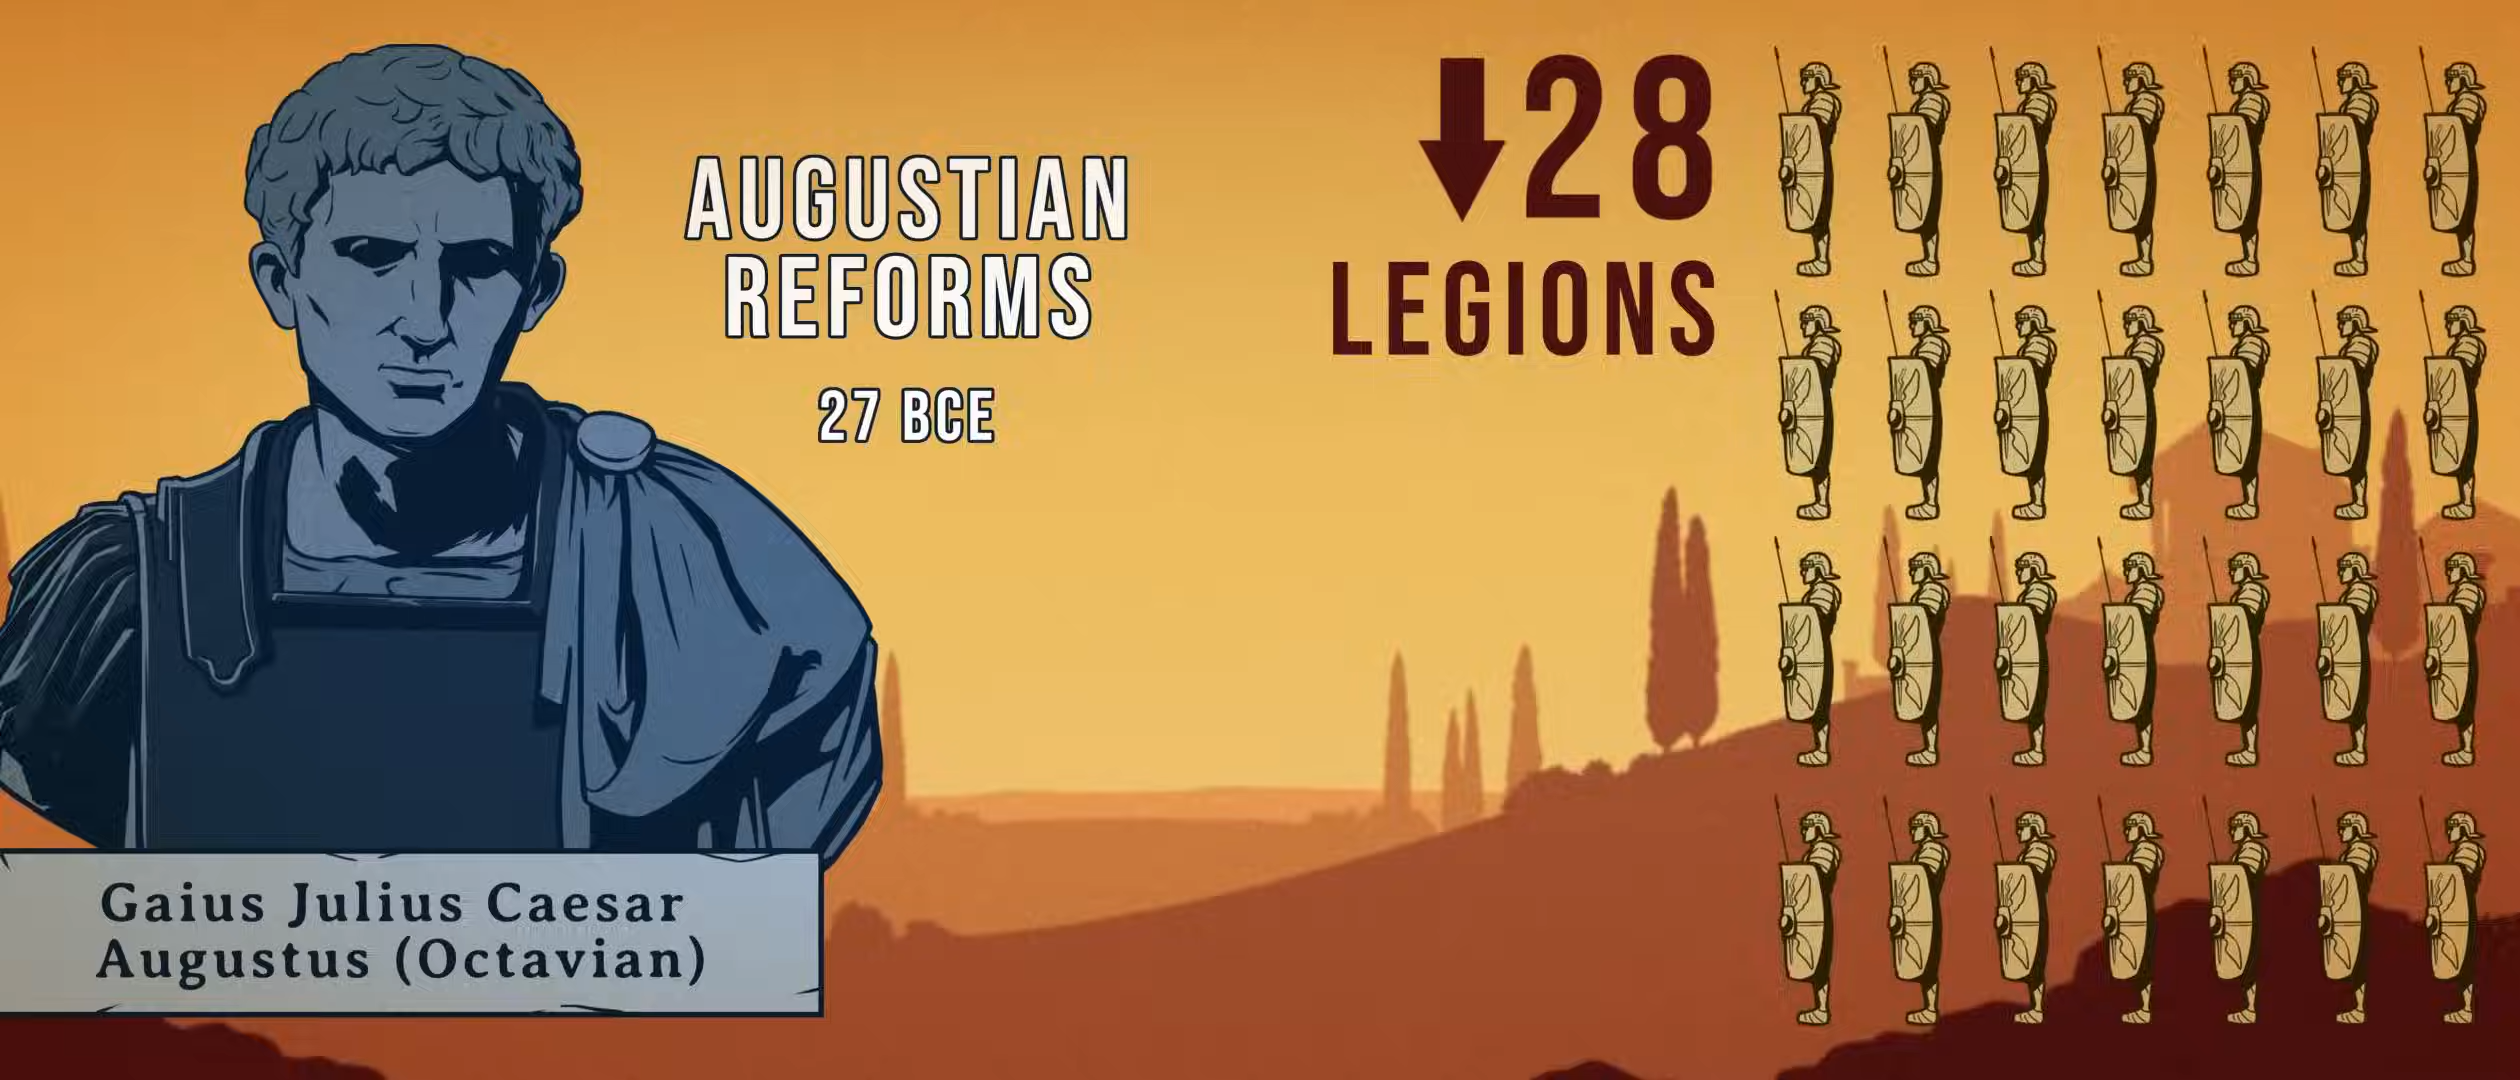 AUGUSTIAN
REFORMS
27 BCE
28
LEGIONS
Gaius Julius Caesar
Augustus (Octavian)